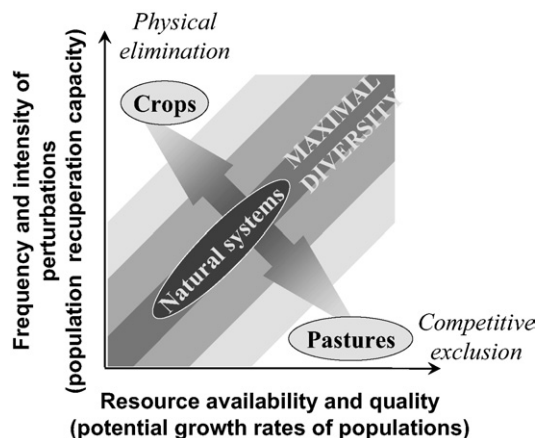 Physical
elimination
Crops
MAXIMAL
DIVERSITY
Natural systems
Pastures
Competitive
exclusion
Frequency and intensity of
perturbations
(population recuperation capacity)
Resource availability and quality
(potential growth rates of populations)